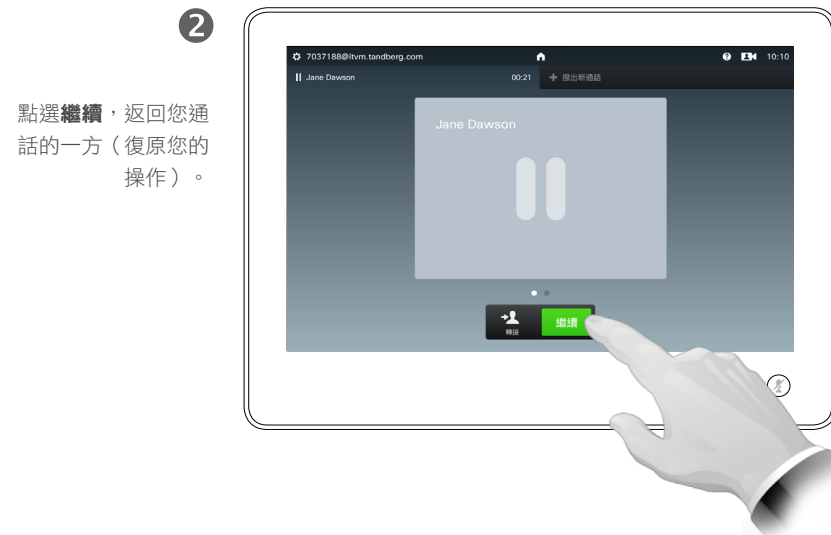 2
點選繼續，返回您通
話的一方（復原您的
操作）。
7037188@itvm.tandberg.com
10:10
Jane Dawson
00:21
撥出新通話
Jane Dawson
轉接
繼續